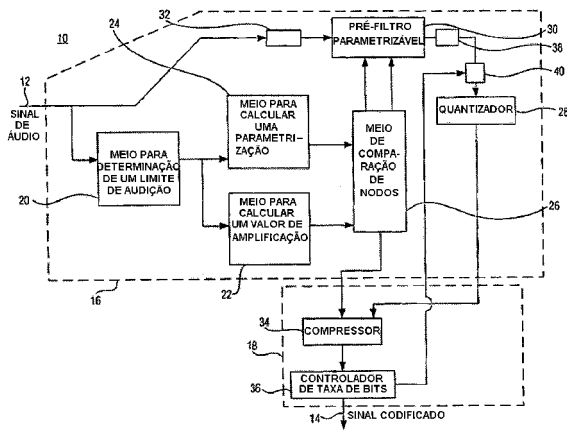 24
10
32
PRÉ-FILTRO
PARAMETRIZÁVEL
30
38
40
12
SINAL
DE
ÁUDIO
MEIO PARA
CALCULAR
UMA
PARAMETRI-
ZAÇÃO
MEIO
DE
COMPA-
RAÇÃO
DE
NODOS
QUANTIZADOR
28
MEIO PARA
DETERMINAÇÃO
DE UM LIMITE
DE AUDIÇÃO
20
MEIO PARA
CALCULAR
UM VALOR DE
AMPLIFICAÇÃO
26
16
22
34
COMPRESSOR
18
36
CONTROLADOR
DE TAXA DE BITS
14
SINAL CODIFICADO